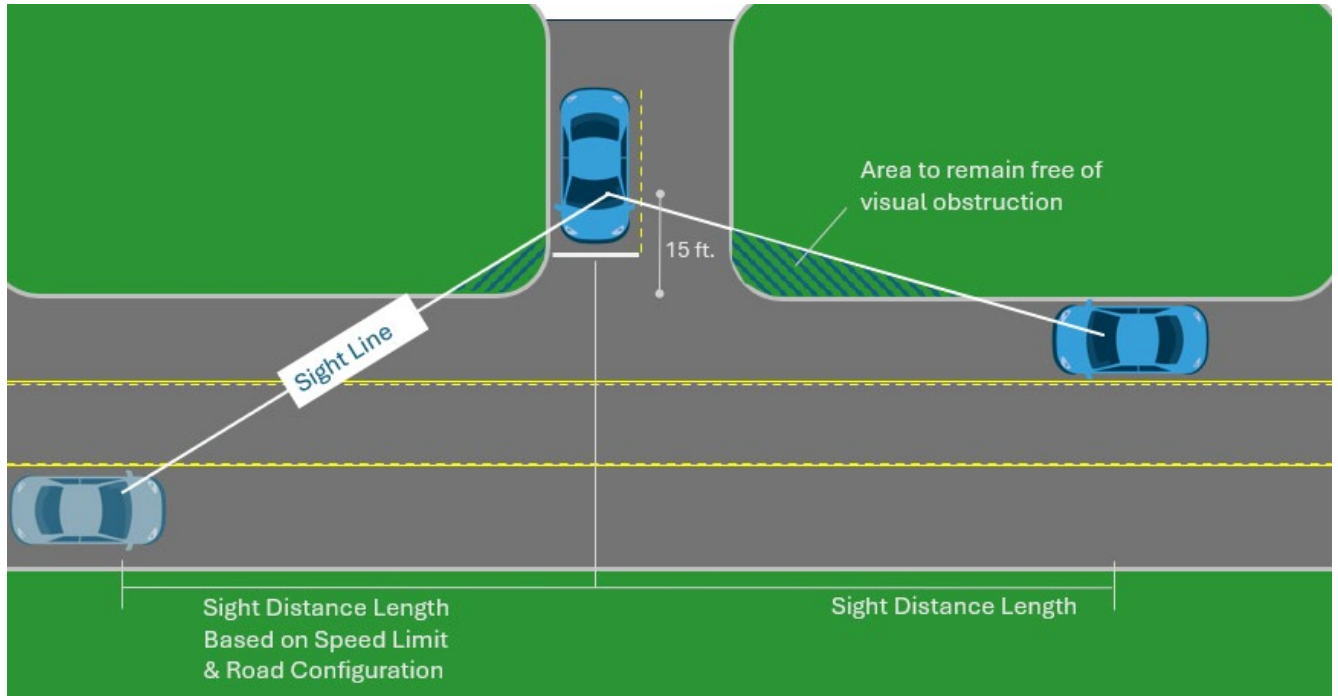 Area to remain free of
visual obstruction
15 ft.
Sight Line
Sight Distance Length
Based on Speed Limit
& Road Configuration
Sight Distance Length